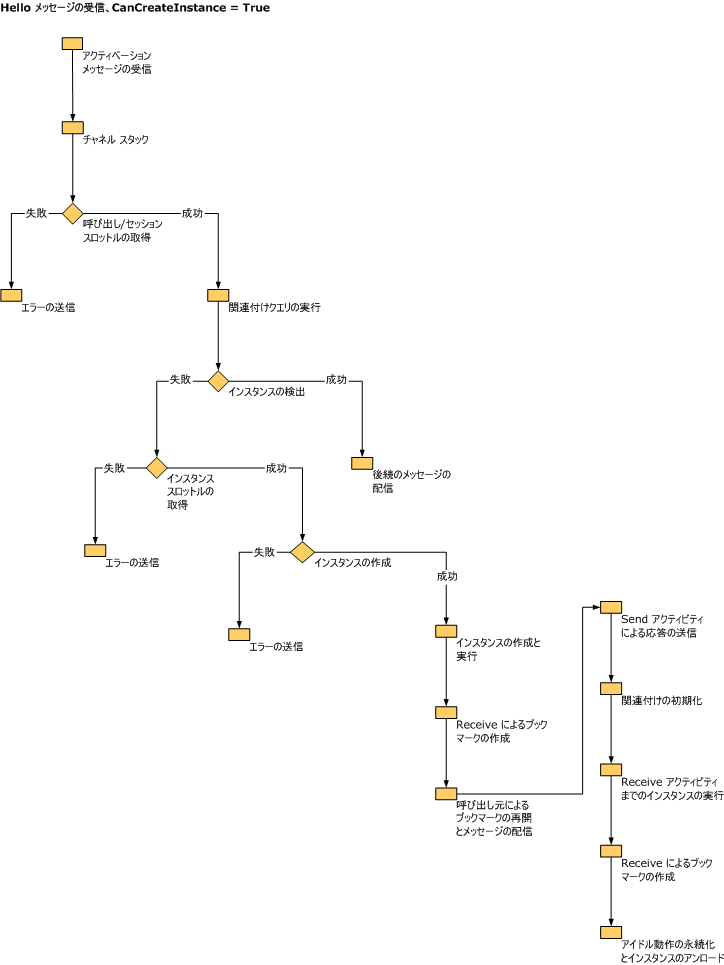 Hello メッセージの受信、CanCreateInstance = True
アクティベーション
メッセージの受信
チャネル スタック
失敗
成功
呼び出し/セッション
スロットルの取得
エラーの送信
関連付けクエリの実行
失敗
成功
インスタンスの検出
失敗
成功
インスタンス
スロットルの
取得
後続のメッセージの
配信
エラーの送信
失敗
インスタンスの作成
成功
エラーの送信
インスタンスの作成と
実行
Receive によるブック
マークの作成
呼び出し元による
ブックマークの再開
とメッセージの配信
Send アクティビティ
による応答の送信
関連付けの初期化
Receive アクティビティ
までのインスタンスの実行
Receive によるブック
マークの作成
アイドル動作の永続化
とインスタンスのアンロード